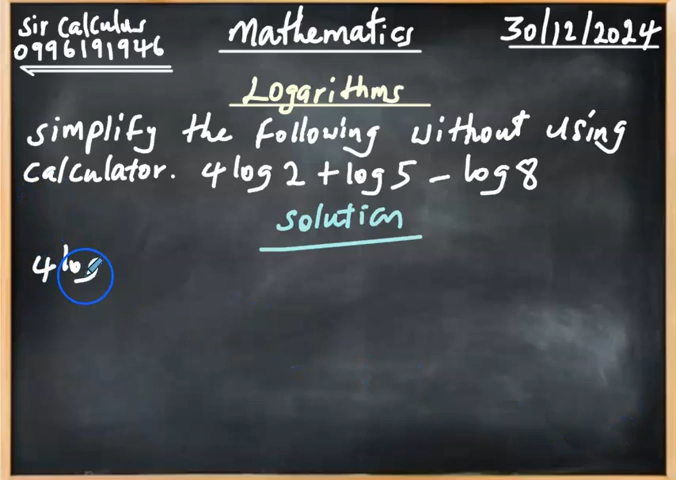 Sir Calculus
0996191946
Mathematics
30/12/2024
Logarithms
simplify the following without using
calculator. 4 log 2 + log 5 - log 8
solution
4 log